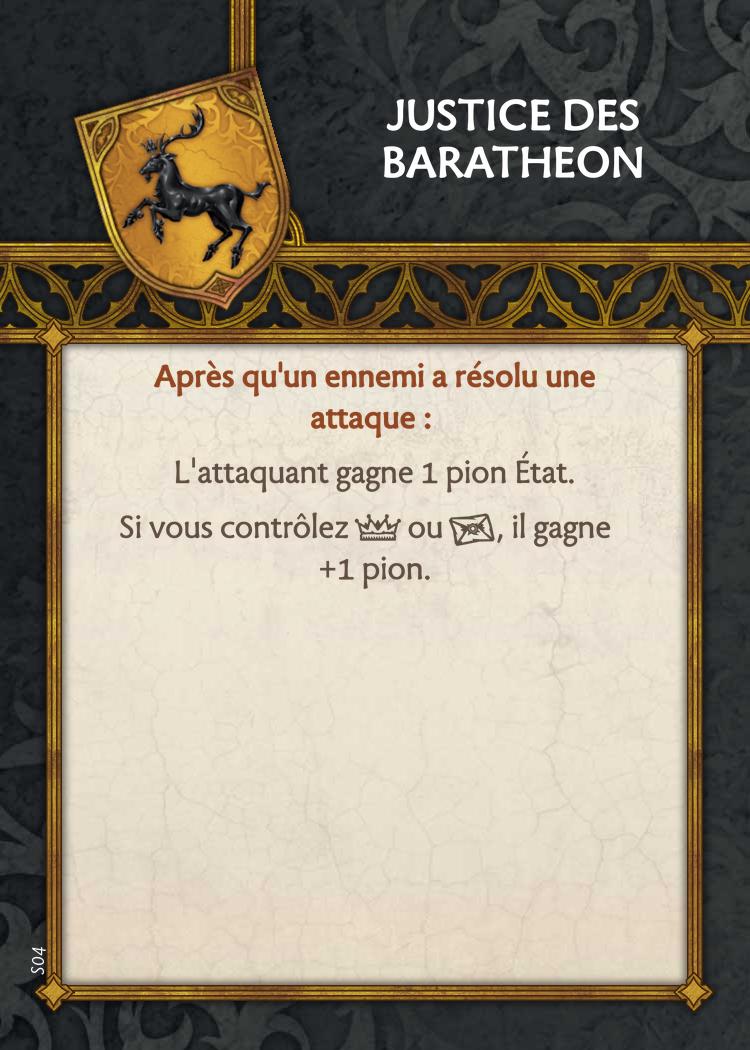 JUSTICE DES
BARATHEON
Après qu'un ennemi a résolu une
attaque :
L'attaquant gagne 1 pion État.
Si vous contrôlez ou , il gagne
+1 pion.
S04